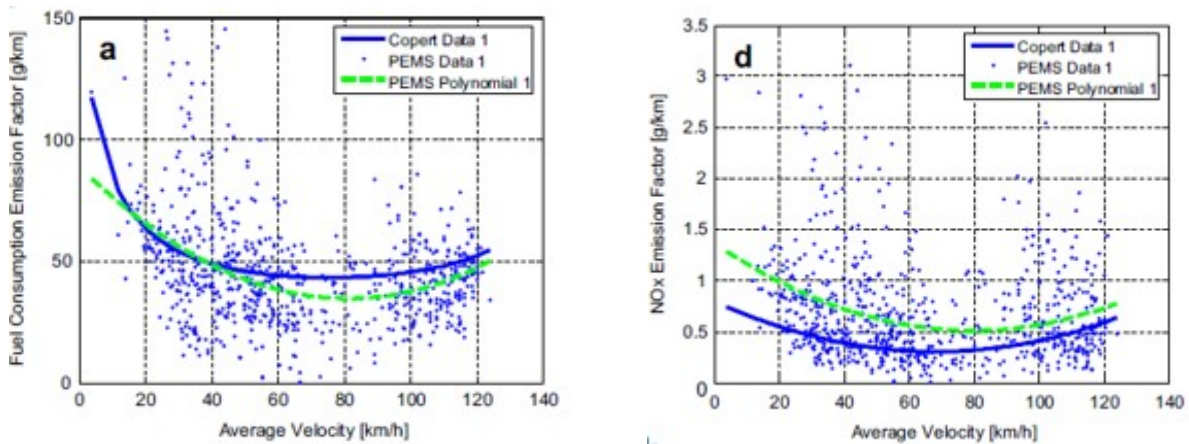 a
Copert Data 1
PEMS Data 1
PEMS Polynomial 1
150
100
50
0
Fuel Consumption Emission Factor [g/km]
0 20 40 60 80 100 120 140
Average Velocity [km/h]
d
Copert Data 1
PEMS Data 1
PEMS Polynomial 1
3.5
3
2.5
2
1.5
1
0.5
0
NOx Emission Factor [g/km]
0 20 40 60 80 100 120 140
Average Velocity [km/h]